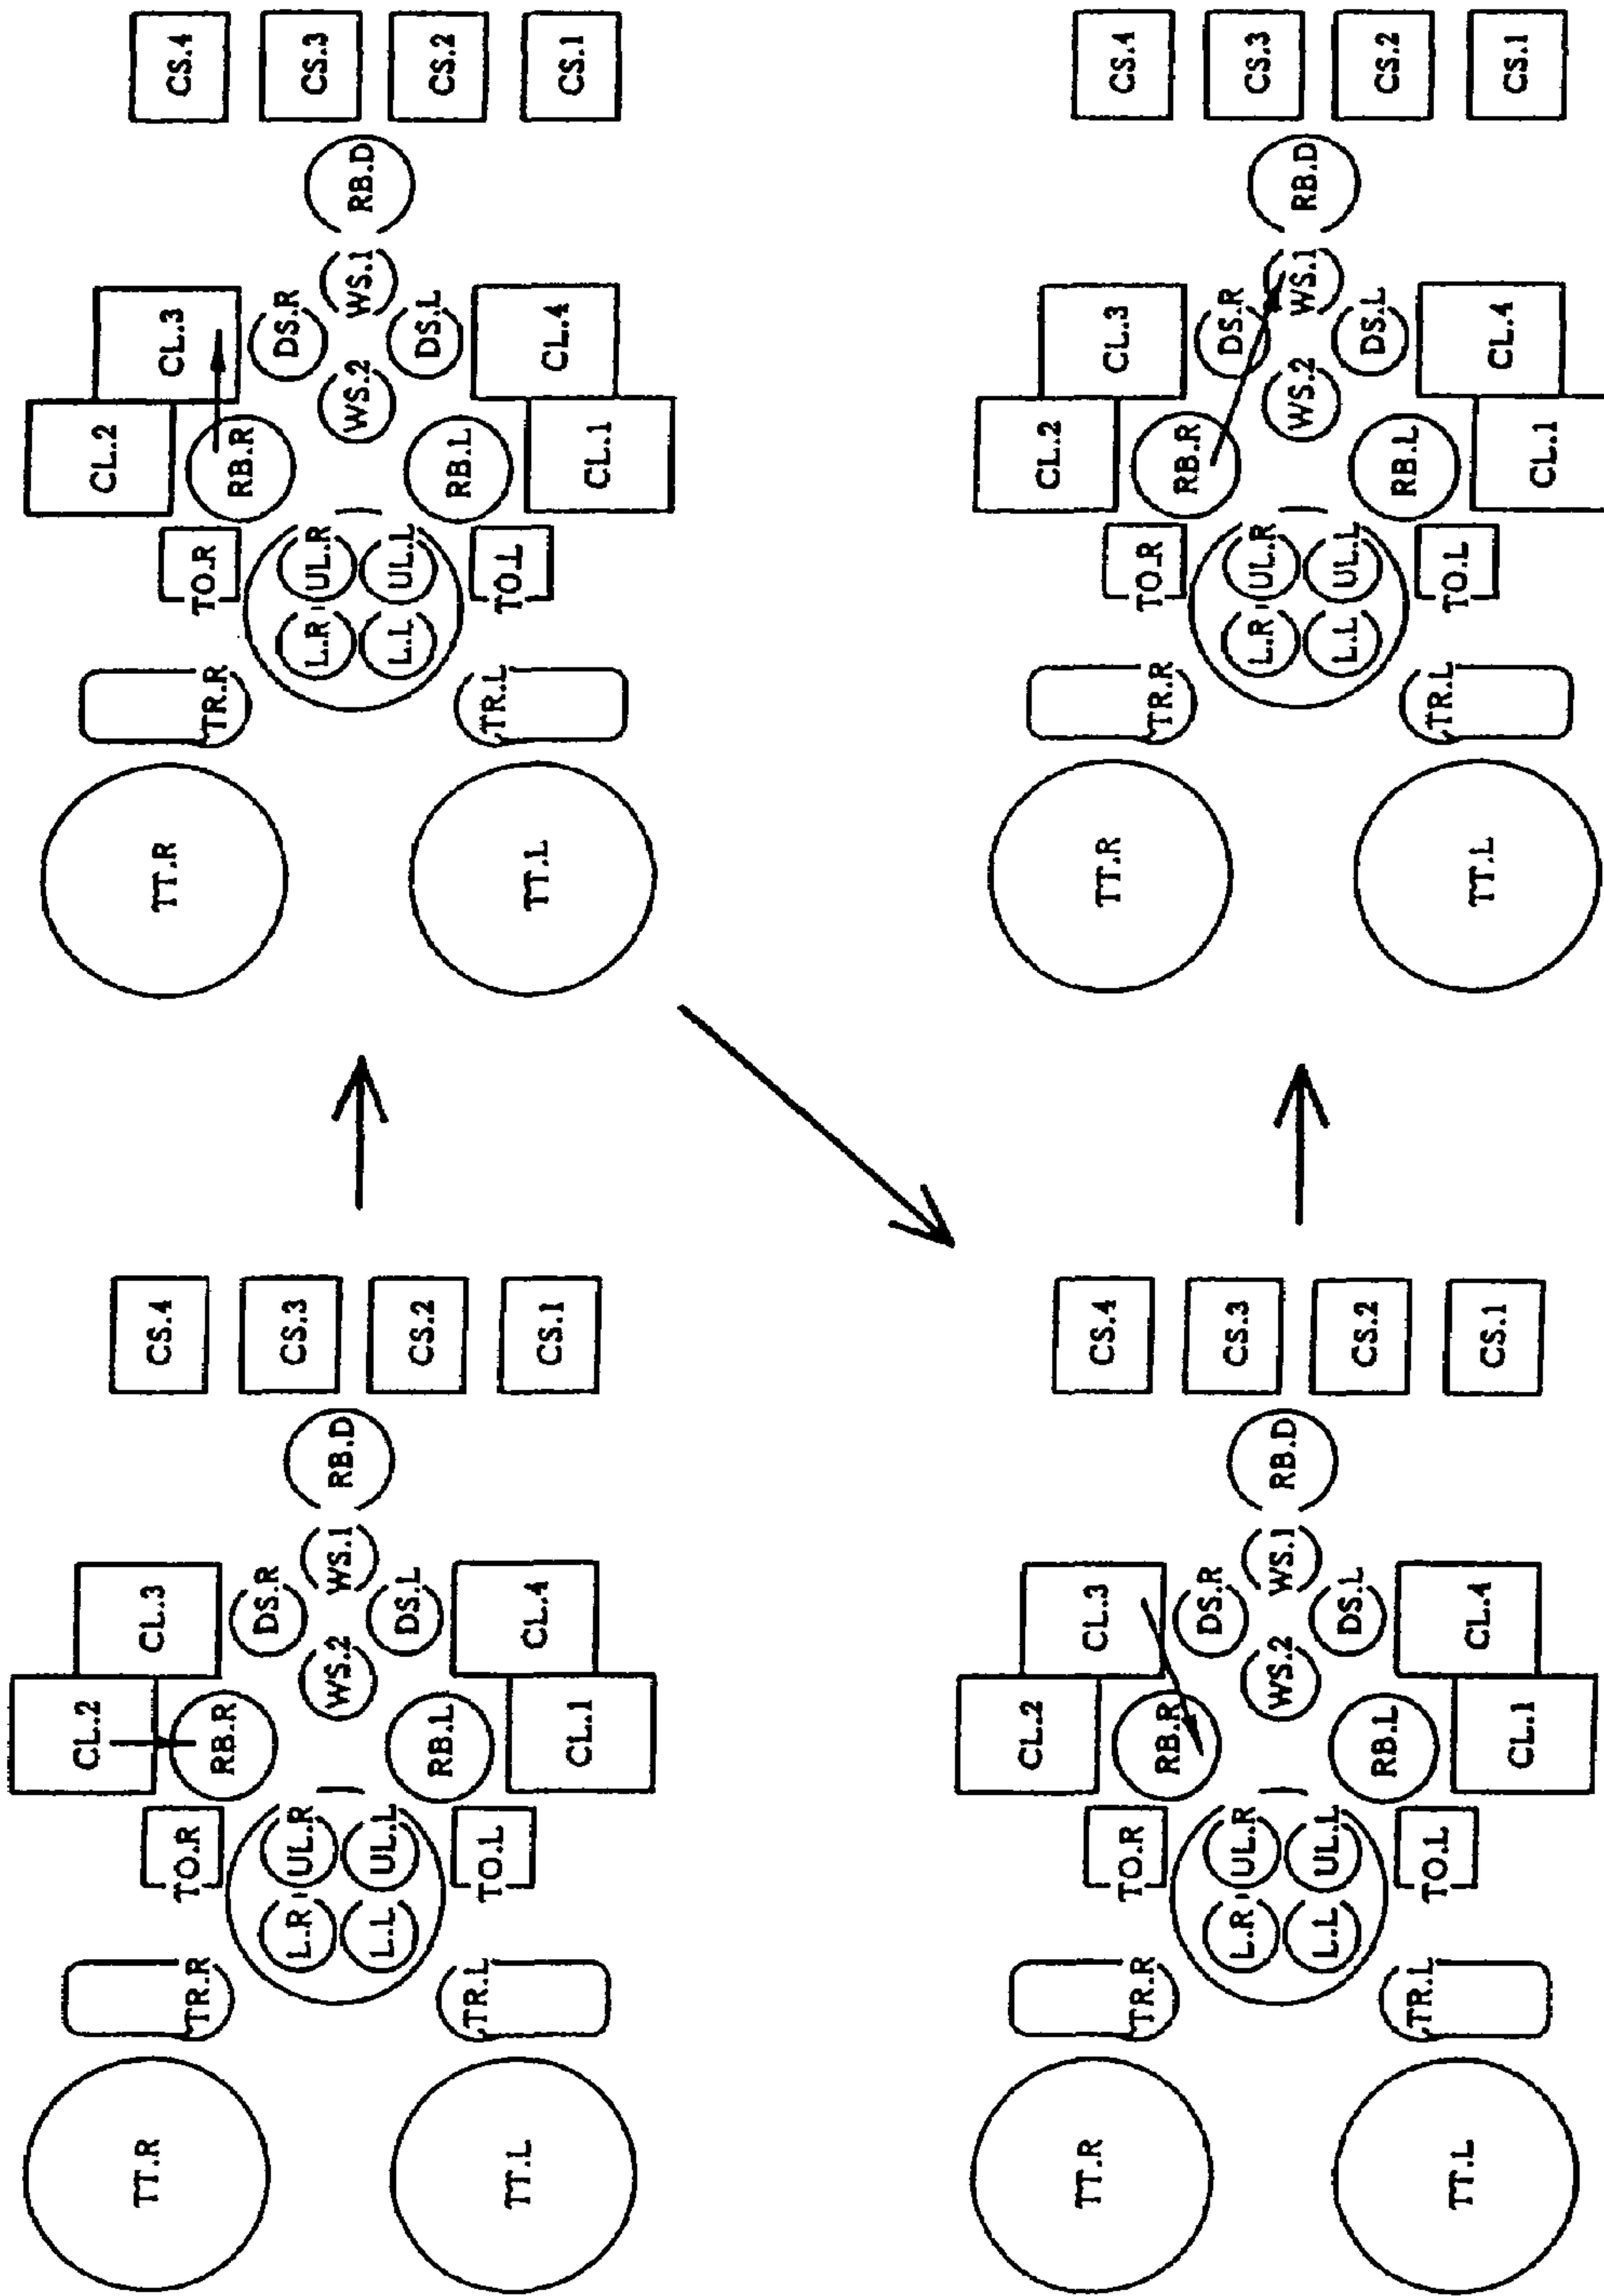 CL.2
CL.3
TT.R
CS.4
TR.R
TO.R
RB.R
DS.R
CS.3
L.R
UL.R
WS.2
WS.1
RB.D
L.L
UL.L
DS.L
CS.2
TR.L
TO.L
RB.L
CL.4
TT.L
CS.1
CL.1
CL.2
CL.3
TT.R
CS.4
TR.R
TO.R
RB.R
DS.R
CS.3
L.R
UL.R
WS.2
WS.1
RB.D
L.L
UL.L
DS.L
CS.2
TR.L
TO.L
RB.L
CL.4
TT.L
CS.1
CL.1
CL.2
CL.3
TT.R
CS.4
TR.R
TO.R
RB.R
DS.R
CS.3
L.R
UL.R
WS.2
WS.1
RB.D
L.L
UL.L
DS.L
CS.2
TR.L
TO.L
RB.L
CL.4
TT.L
CS.1
CL.1
CL.2
CL.3
TT.R
CS.4
TR.R
TO.R
RB.R
DS.R
CS.3
L.R
UL.R
WS.2
WS.1
RB.D
L.L
UL.L
DS.L
CS.2
TR.L
TO.L
RB.L
CL.4
TT.L
CS.1
CL.1